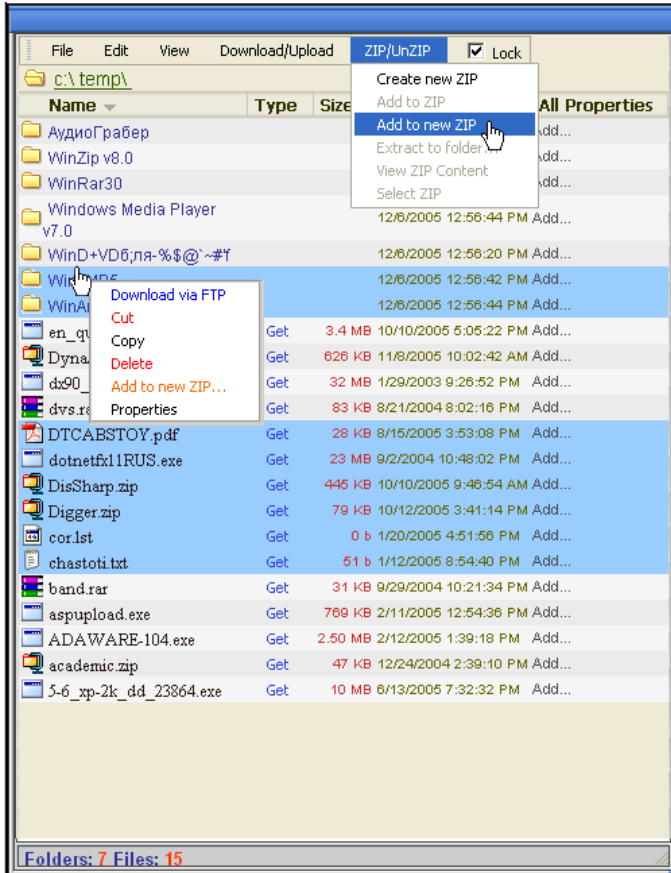 File Edit View Download/Upload ZIP/UnZIP Lock
c:\temp\
Create new ZIP
Add to ZIP
Add to new ZIP
Extract to folder...
View ZIP Content
Select ZIP
Name Type Size All Properties
АудиоГрабер Add...
WinZip v8.0
WinRar30 Add...
Windows Media Player
v7.0 12/6/2005 12:56:44 PM Add...
WinD+VDб;ля-%$@`~#'f 12/6/2005 12:56:20 PM Add...
12/6/2005 12:56:42 PM Add...
12/6/2005 12:56:44 PM Add...
Download via FTP
Cut
Copy
Delete
Add to new ZIP...
Properties
Get 3.4 MB 10/10/2005 5:05:22 PM Add...
Get 626 KB 11/8/2005 10:02:42 AM Add...
Get 32 MB 1/29/2003 9:26:52 PM Add...
Get 83 KB 8/21/2004 8:02:16 PM Add...
DTCABSTOY.pdf Get 28 KB 8/15/2005 3:53:08 PM Add...
dotnetfx11RUS.exe Get 23 MB 9/2/2004 10:48:02 PM Add...
DisSharp.zip Get 445 KB 10/10/2005 9:46:54 AM Add...
Digger.zip Get 79 KB 10/12/2005 3:41:14 PM Add...
cor.lst Get 0 b 1/20/2005 4:51:56 PM Add...
chastoti.txt Get 51 b 1/12/2005 8:54:40 PM Add...
band.rar Get 31 KB 9/29/2004 10:21:34 PM Add...
aspupload.exe Get 769 KB 2/11/2005 12:54:36 PM Add...
ADAWARE-104.exe Get 2.50 MB 2/12/2005 1:39:18 PM Add...
academic.zip Get 47 KB 12/24/2004 2:39:10 PM Add...
5-6_xp-2k_dd_23864.exe Get 10 MB 6/13/2005 7:32:32 PM Add...
Folders: 7 Files: 15